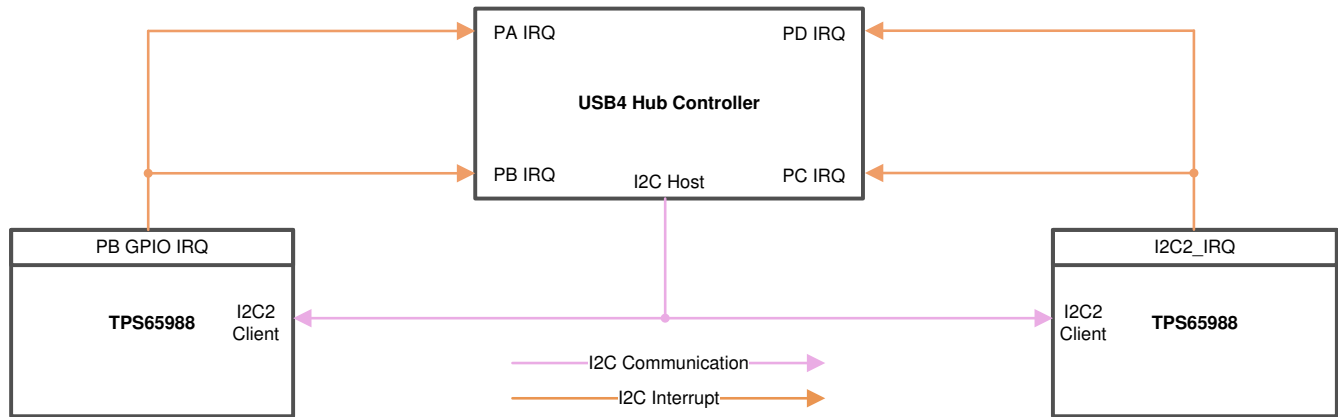 PA IRQ
PD IRQ
USB4 Hub Controller
PB IRQ
I2C Host
PC IRQ
PB GPIO IRQ
I2C2_IRQ
TPS65988
I2C2
Client
I2C2
Client
TPS65988
I2C Communication
I2C Interrupt